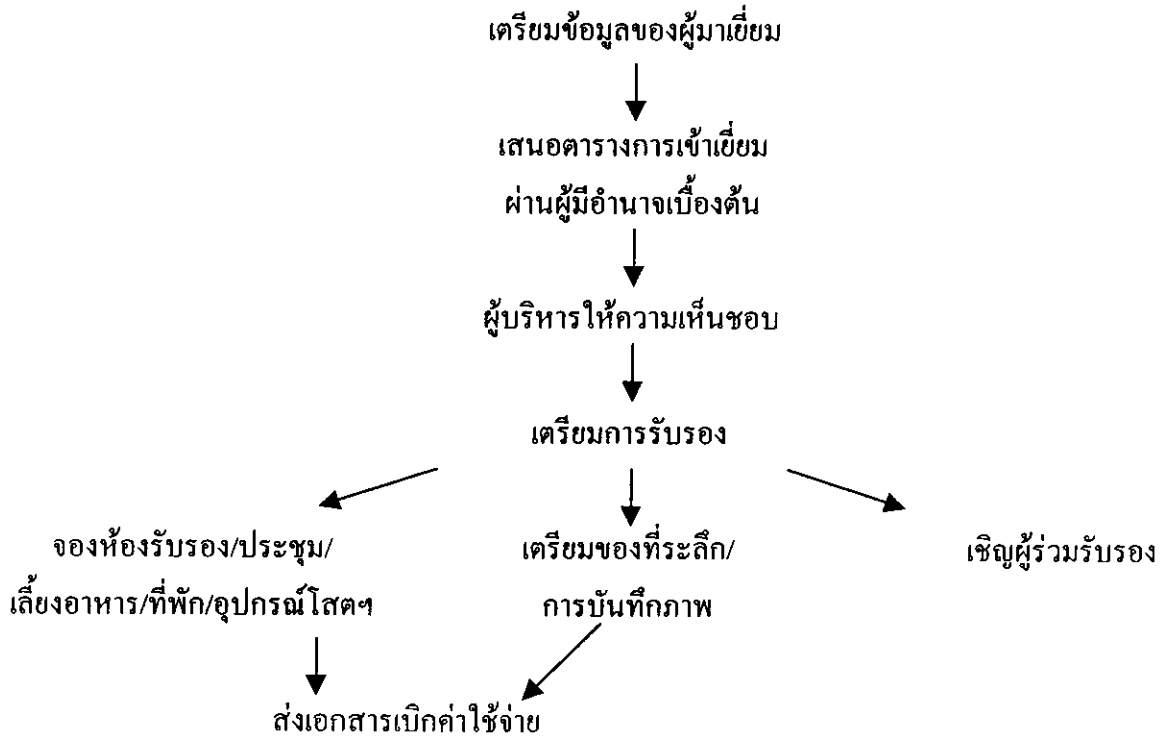 เตรียมข้อมูลของผู้มาเยี่ยม
เสนอตารางการเข้าเยี่ยม
ผ่านผู้มีอำนาจเบื้องต้น
ผู้บริหารให้ความเห็นชอบ
เตรียมการรับรอง
จองห้องรับรอง/ประชุม/
เลี้ยงอาหาร/ที่พัก/อุปกรณ์โสตฯ
เตรียมของที่ระลึก/
การบันทึกภาพ
เชิญผู้ร่วมรับรอง
ส่งเอกสารเบิกค่าใช้จ่าย